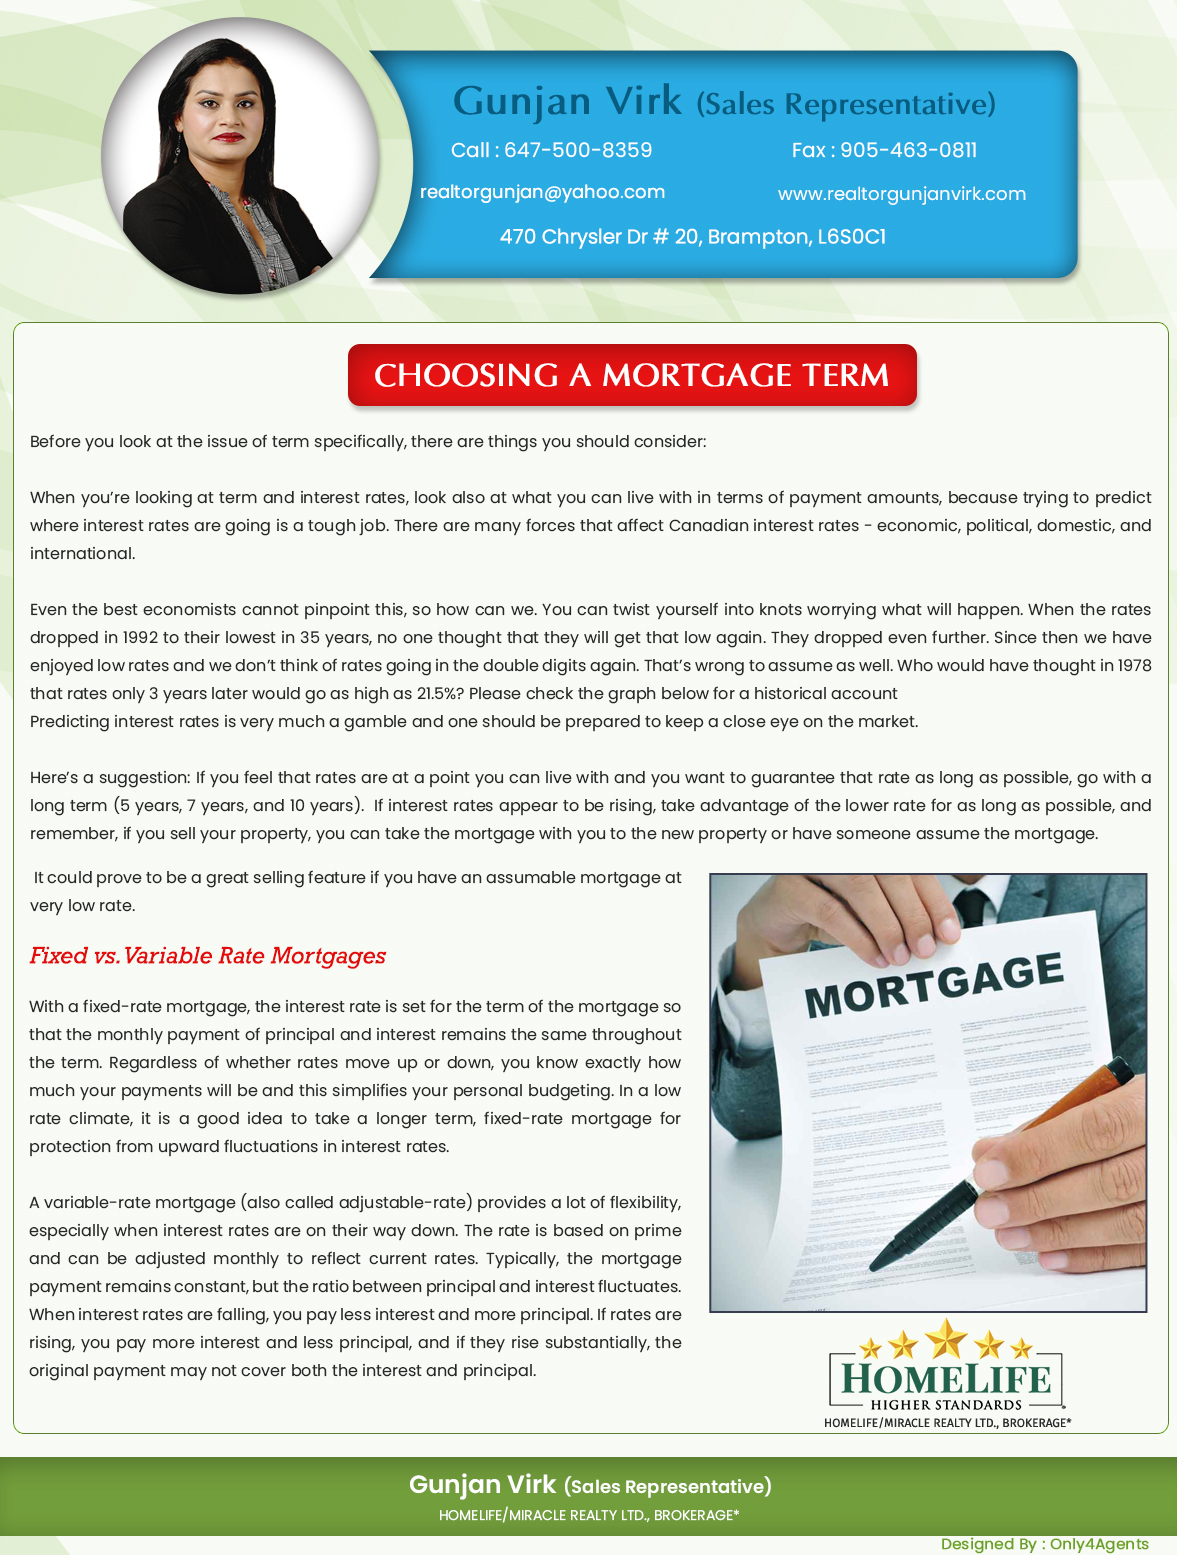 Gunjan Virk (Sales Representative)
Call : 647-500-8359
Fax : 905-463-0811
realtorgunjan@yahoo.com
www.realtorgunjanvirk.com
470 Chrysler Dr # 20, Brampton, L6S0C1
CHOOSING A MORTGAGE TERM
Before you look at the issue of term specifically, there are things you should consider:
When you’re looking at term and interest rates, look also at what you can live with in terms of payment amounts, because trying to predict
where interest rates are going is a tough job. There are many forces that affect Canadian interest rates - economic, political, domestic, and
international.
Even the best economists cannot pinpoint this, so how can we. You can twist yourself into knots worrying what will happen. When the rates
dropped in 1992 to their lowest in 35 years, no one thought that they will get that low again. They dropped even further. Since then we have
enjoyed low rates and we don’t think of rates going in the double digits again. That’s wrong to assume as well. Who would have thought in 1978
that rates only 3 years later would go as high as 21.5%? Please check the graph below for a historical account
Predicting interest rates is very much a gamble and one should be prepared to keep a close eye on the market.
Here’s a suggestion: If you feel that rates are at a point you can live with and you want to guarantee that rate as long as possible, go with a
long term (5 years, 7 years, and 10 years). If interest rates appear to be rising, take advantage of the lower rate for as long as possible, and
remember, if you sell your property, you can take the mortgage with you to the new property or have someone assume the mortgage.
It could prove to be a great selling feature if you have an assumable mortgage at
very low rate.
Fixed vs. Variable Rate Mortgages
With a fixed-rate mortgage, the interest rate is set for the term of the mortgage so
that the monthly payment of principal and interest remains the same throughout
the term. Regardless of whether rates move up or down, you know exactly how
much your payments will be and this simplifies your personal budgeting. In a low
rate climate, it is a good idea to take a longer term, fixed-rate mortgage for
protection from upward fluctuations in interest rates.
A variable-rate mortgage (also called adjustable-rate) provides a lot of flexibility,
especially when interest rates are on their way down. The rate is based on prime
and can be adjusted monthly to reflect current rates. Typically, the mortgage
payment remains constant, but the ratio between principal and interest fluctuates.
When interest rates are falling, you pay less interest and more principal. If rates are
rising, you pay more interest and less principal, and if they rise substantially, the
original payment may not cover both the interest and principal.
MORTGAGE
HOMELIFE
HIGHER STANDARDS
HOMELIFE/MIRACLE REALTY LTD., BROKERAGE*
Gunjan Virk (Sales Representative)
HOMELIFE/MIRACLE REALTY LTD., BROKERAGE*
Designed By : Only4Agents